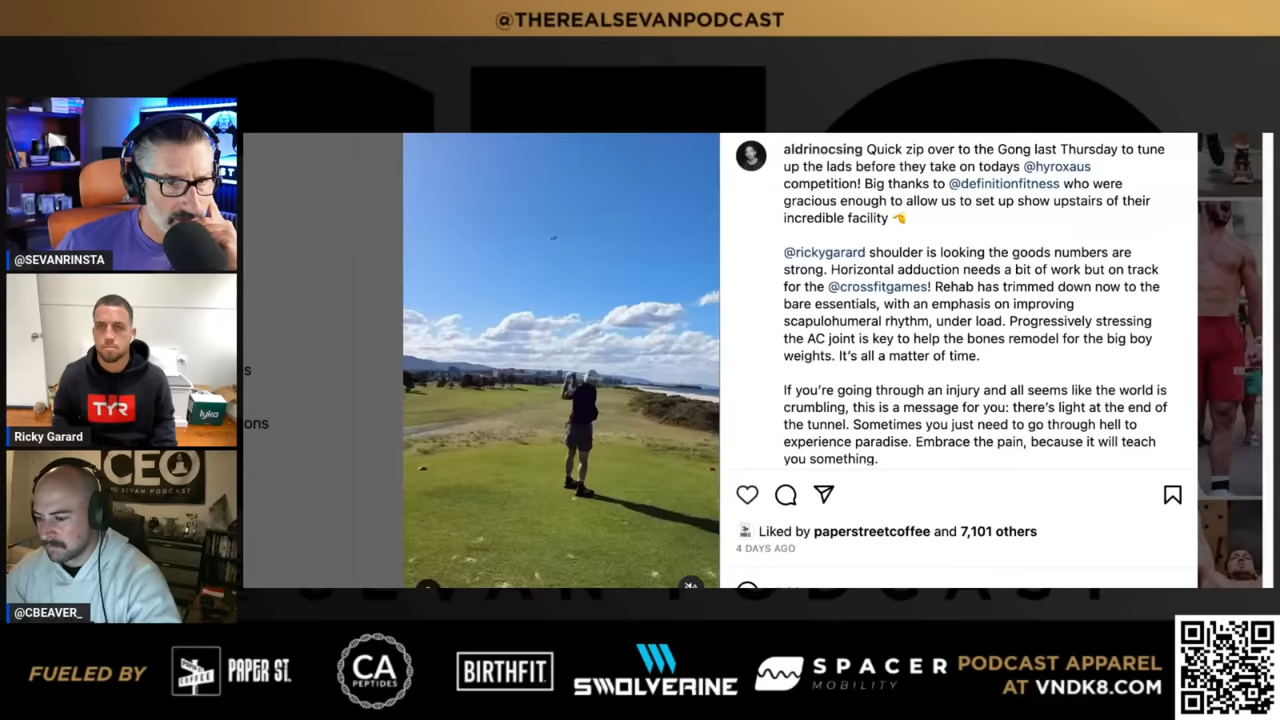 @THEREALSEVANPODCAST
@SEVANRINSTA
TYR
lyka
Ricky Garard
CEO
SEVAN PODCAST
@CBEAVER_
s
ons
aldrinocsing Quick zip over to the Gong last Thursday to tune
up the lads before they take on todays @hyroxaus
competition! Big thanks to @definitionfitness who were
gracious enough to allow us to set up show upstairs of their
incredible facility
@rickygarard shoulder is looking the goods numbers are
strong. Horizontal adduction needs a bit of work but on track
for the @crossfitgames! Rehab has trimmed down now to the
bare essentials, with an emphasis on improving
scapulohumeral rhythm, under load. Progressively stressing
the AC joint is key to help the bones remodel for the big boy
weights. It's all a matter of time.
If you're going through an injury and all seems like the world is
crumbling, this is a message for you: there's light at the end of
the tunnel. Sometimes you just need to go through hell to
experience paradise. Embrace the pain, because it will teach
you something.
Liked by paperstreetcoffee and 7,101 others
4 DAYS AGO
FUELED BY
PAPER ST.
CA
PEPTIDES
BIRTHFIT.
SWOLVERINE
SPACER
MOBILITY
PODCAST APPAREL
AT VNDK8.COM